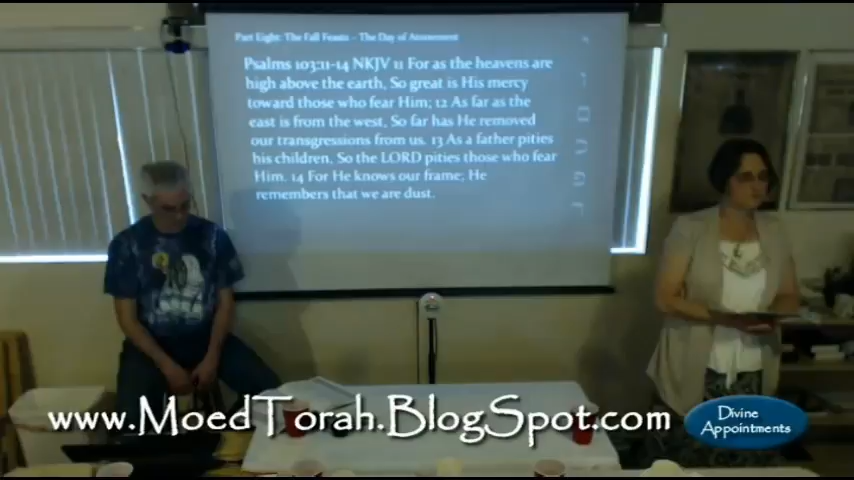 Part Eight: The Fall Feasts – The Day of Atonement
Psalms 103:11-14 NKJV 11 For as the heavens are
high above the earth, So great is His mercy
toward those who fear Him; 12 As far as the
east is from the west, So far has He removed
our transgressions from us. 13 As a father pities
his children, So the LORD pities those who fear
Him. 14 For He knows our frame; He
remembers that we are dust.
www.MoedTorah.BlogSpot.com
Divine
Appointments